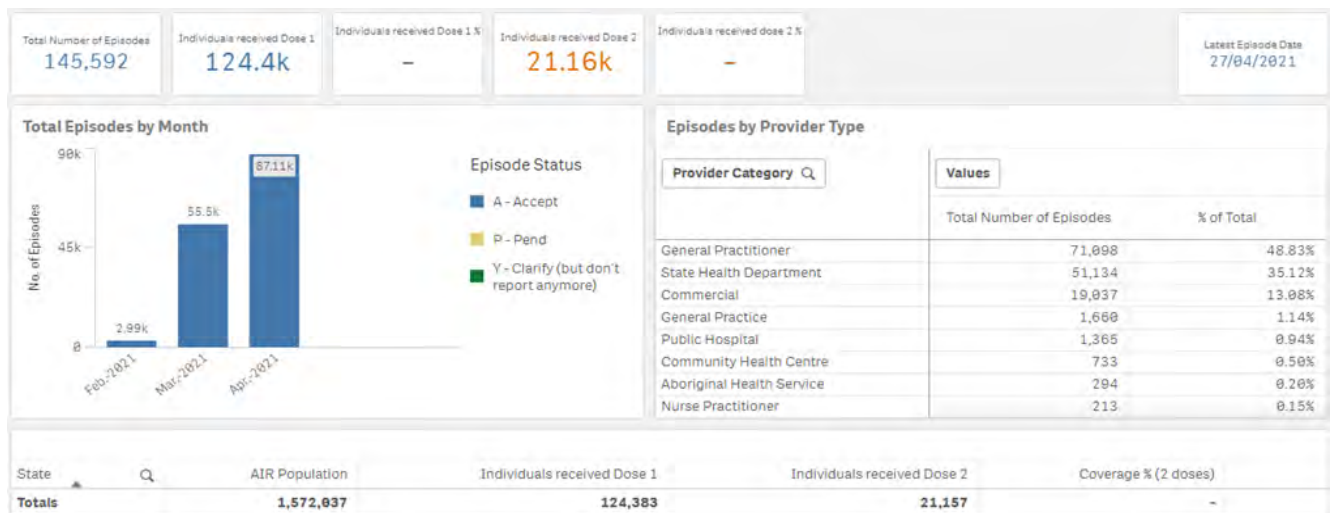 Total Number of Episodes
145,592
Individuals received Dose 1
124.4k
Individuals received Dose 1 %
-
Individuals received Dose 2
21.16k
Individuals received dose 2 %
-
Latest Episode Date
27/04/2021
Total Episodes by Month
90k
45k
0
No. of Episodes
2.99k
55.5k
87.11k
Feb.-2021
Mar.-2021
Apr.-2021
Episode Status
A - Accept
P - Pend
Y - Clarify (but don't
report anymore)
Episodes by Provider Type
Provider Category
Values
Total Number of Episodes % of Total
General Practitioner 71,098 48.83%
State Health Department 51,134 35.12%
Commercial 19,037 13.08%
General Practice 1,660 1.14%
Public Hospital 1,365 0.94%
Community Health Centre 733 0.50%
Aboriginal Health Service 294 0.20%
Nurse Practitioner 213 0.15%
State AIR Population Individuals received Dose 1 Individuals received Dose 2 Coverage % (2 doses)
Totals 1,572,037 124,383 21,157 -